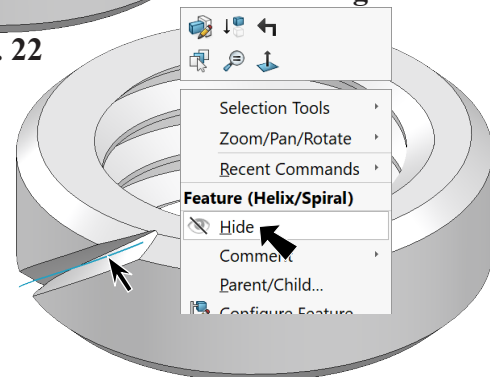 . 22
Selection Tools
Zoom/Pan/Rotate
Recent Commands
Feature (Helix/Spiral)
Hide
Comment
Parent/Child...
Configure Feature